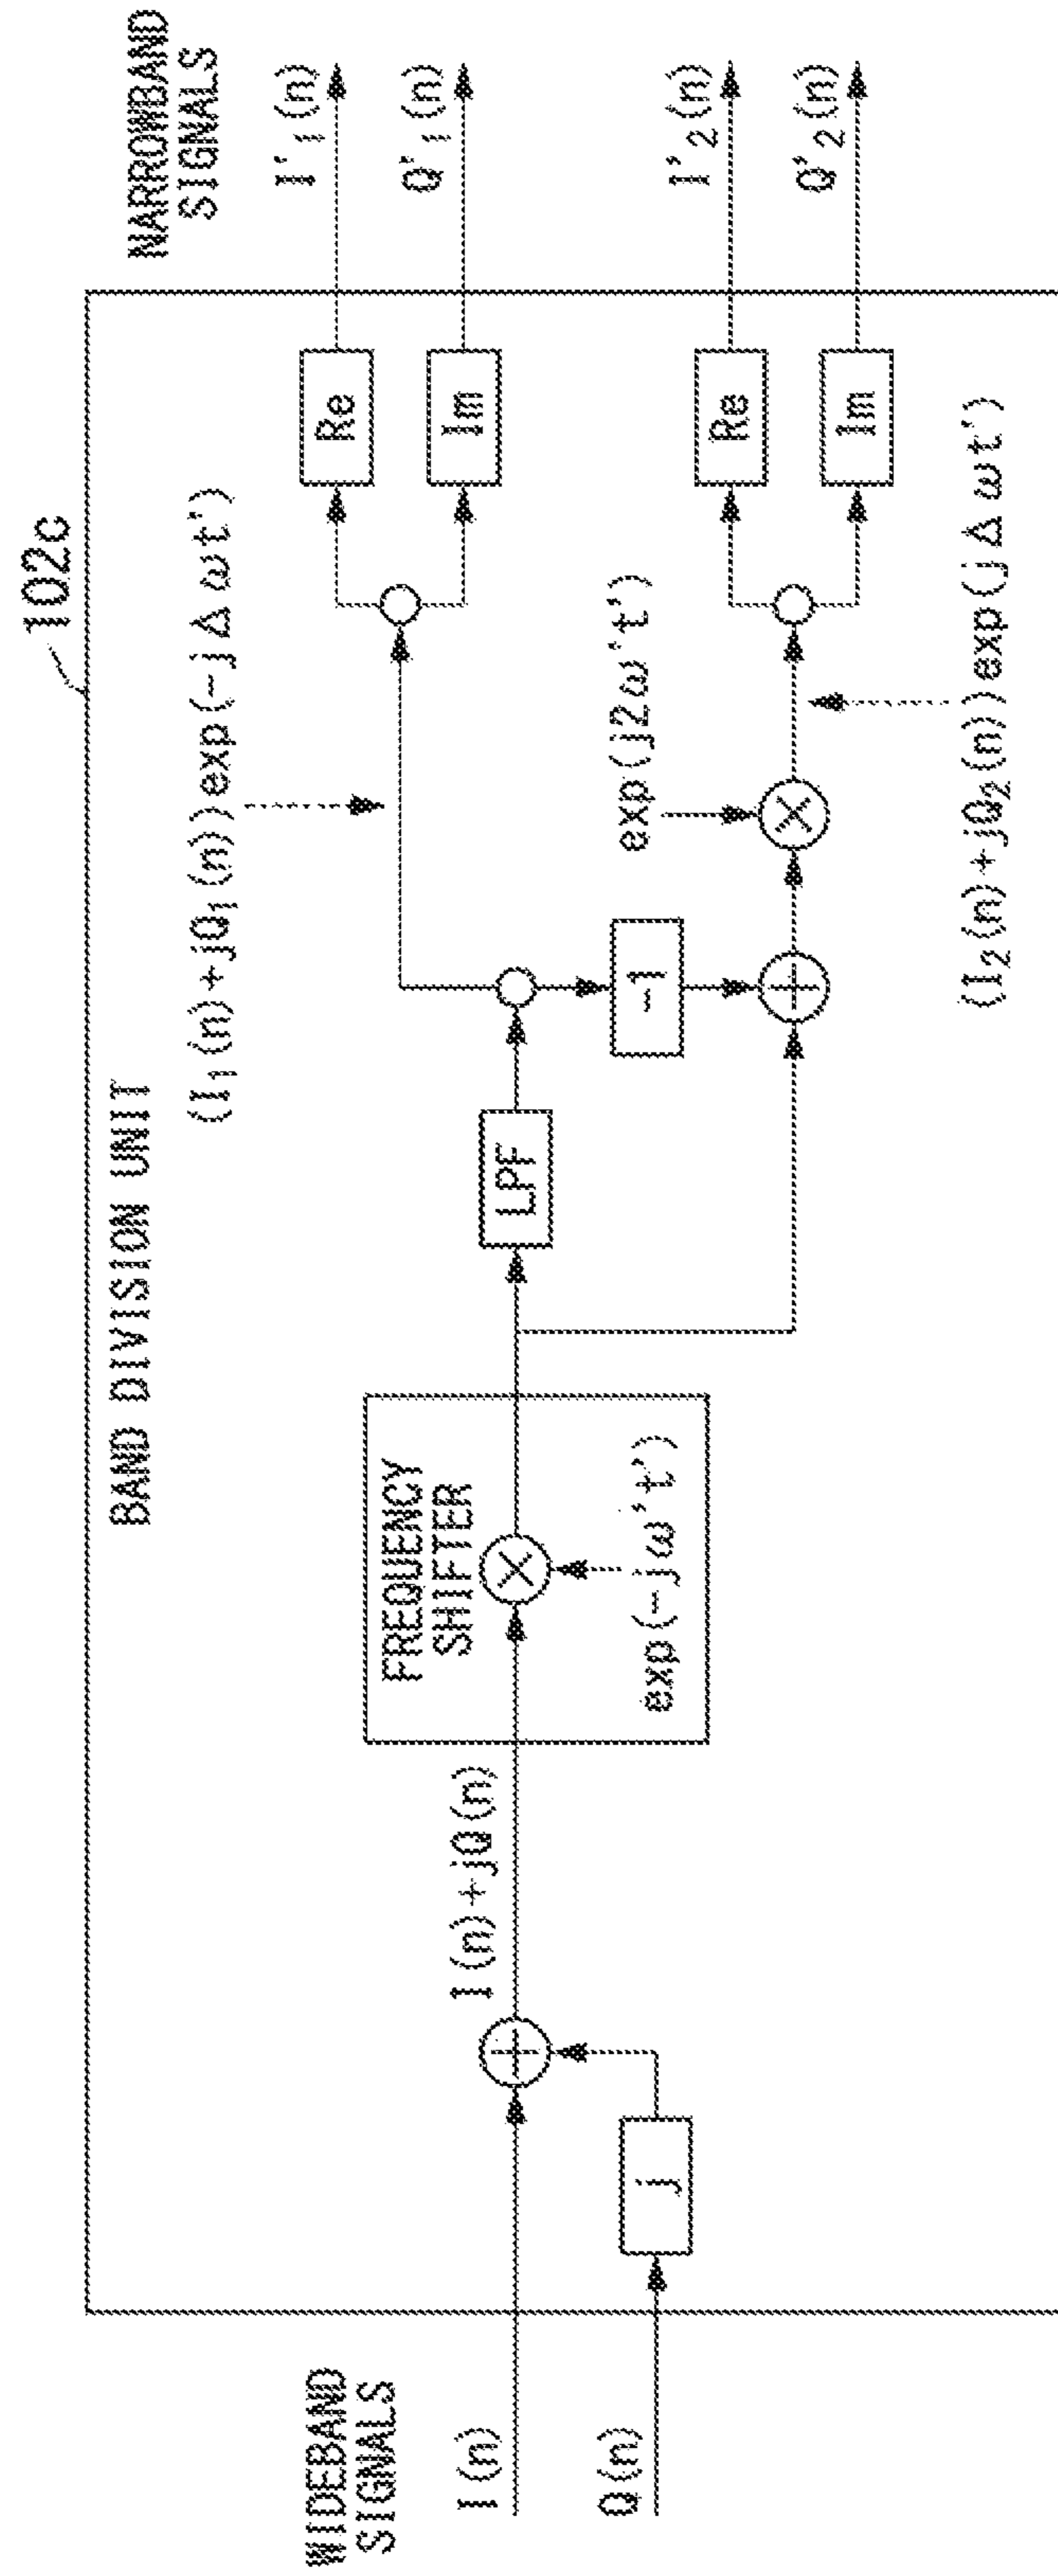 102c
BAND DIVISION UNIT
WIDEBAND
SIGNALS
I(n)
Q(n)
j
I(n)+jQ(n)
FREQUENCY
SHIFTER
exp(-jω't')
LPF
-1
(I₁(n)+jQ₁(n))exp(-jΔωt')
exp(j2ω't')
(I₂(n)+jQ₂(n))exp(jΔωt')
Re
Im
Re
Im
NARROWBAND
SIGNALS
I'₁(n)
Q'₁(n)
I'₂(n)
Q'₂(n)